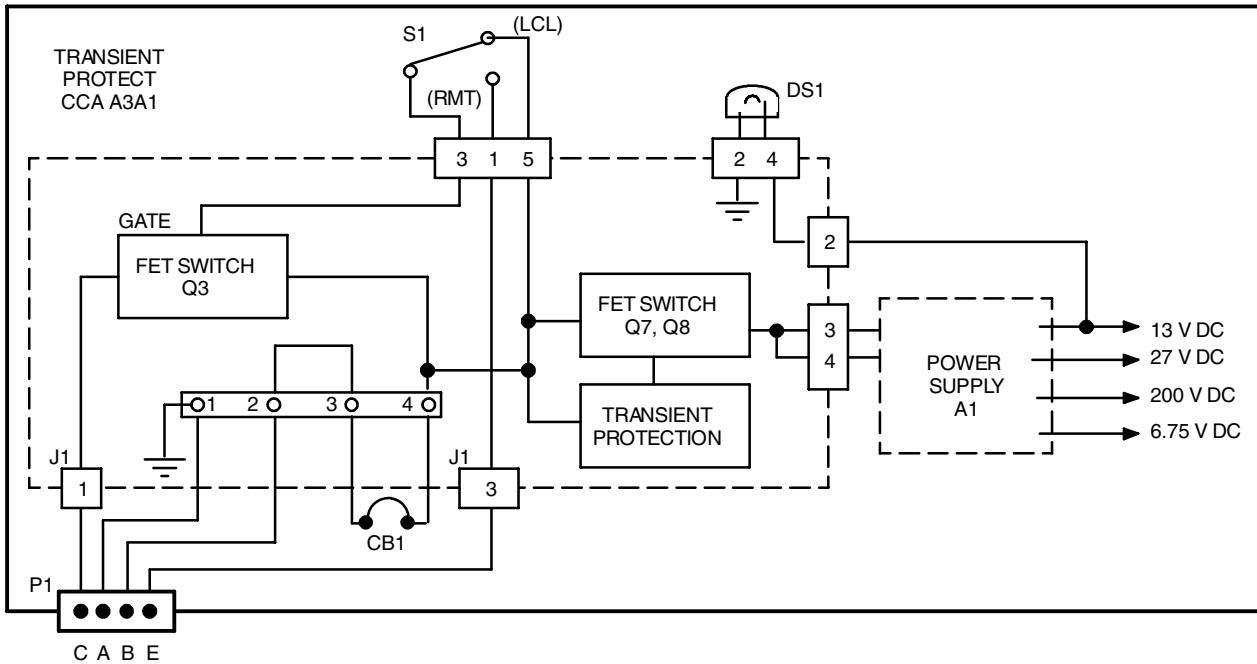 TRANSIENT
PROTECT
CCA A3A1
S1
(LCL)
(RMT)
DS1
3 1 5
2 4
GATE
FET SWITCH
Q3
2
FET SWITCH
Q7, Q8
3
4
POWER
SUPPLY
A1
13 V DC
27 V DC
200 V DC
6.75 V DC
1 2 3 4
TRANSIENT
PROTECTION
J1
1
J1
3
CB1
P1
C A B E